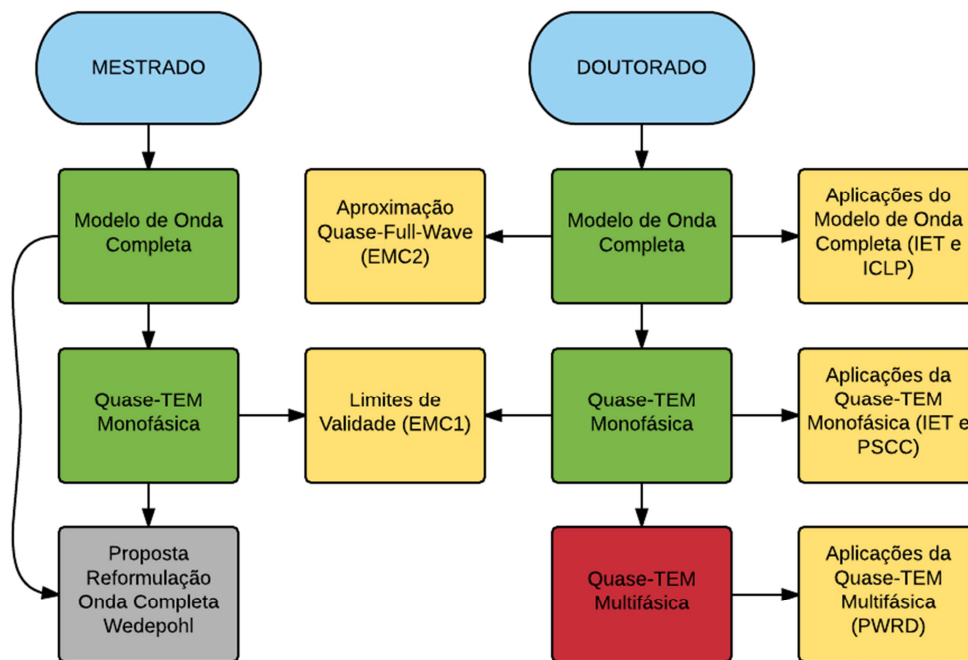 MESTRADO
DOUTORADO
Modelo de Onda
Completa
Aproximação
Quase-Full-Wave
(EMC2)
Modelo de Onda
Completa
Aplicações do
Modelo de Onda
Completa (IET e
ICLP)
Quase-TEM
Monofásica
Limites de
Validade (EMC1)
Quase-TEM
Monofásica
Aplicações da
Quase-TEM
Monofásica (IET e
PSCC)
Proposta
Reformulação
Onda Completa
Wedepohl
Quase-TEM
Multifásica
Aplicações da
Quase-TEM
Multifásica
(PWRD)